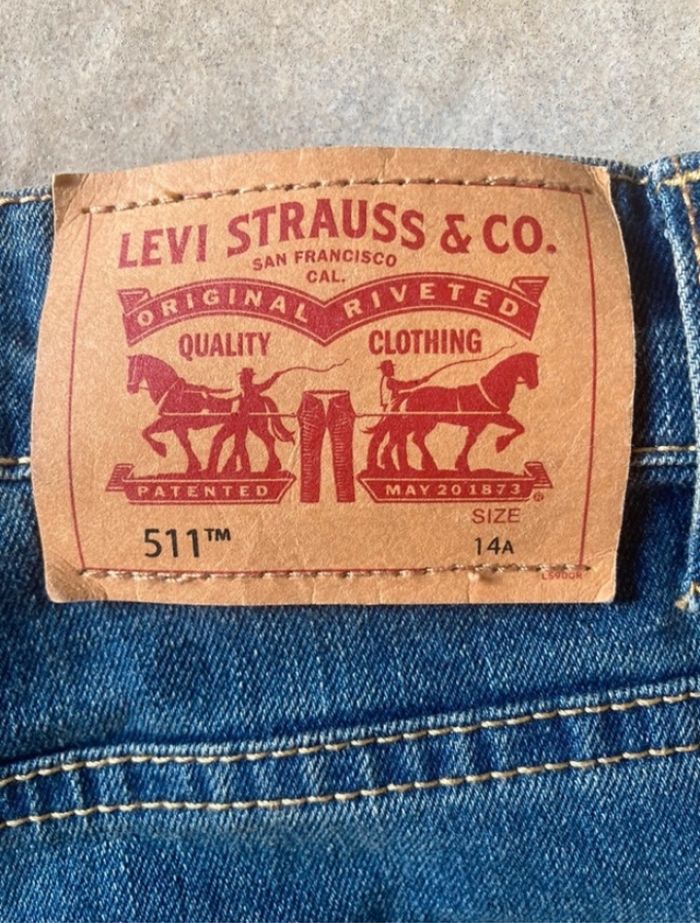 LEVI STRAUSS & CO.
SAN FRANCISCO
CAL.
ORIGINAL RIVETED
QUALITY CLOTHING
PATENTED MAY 20 1873 ®
511™
SIZE
14A